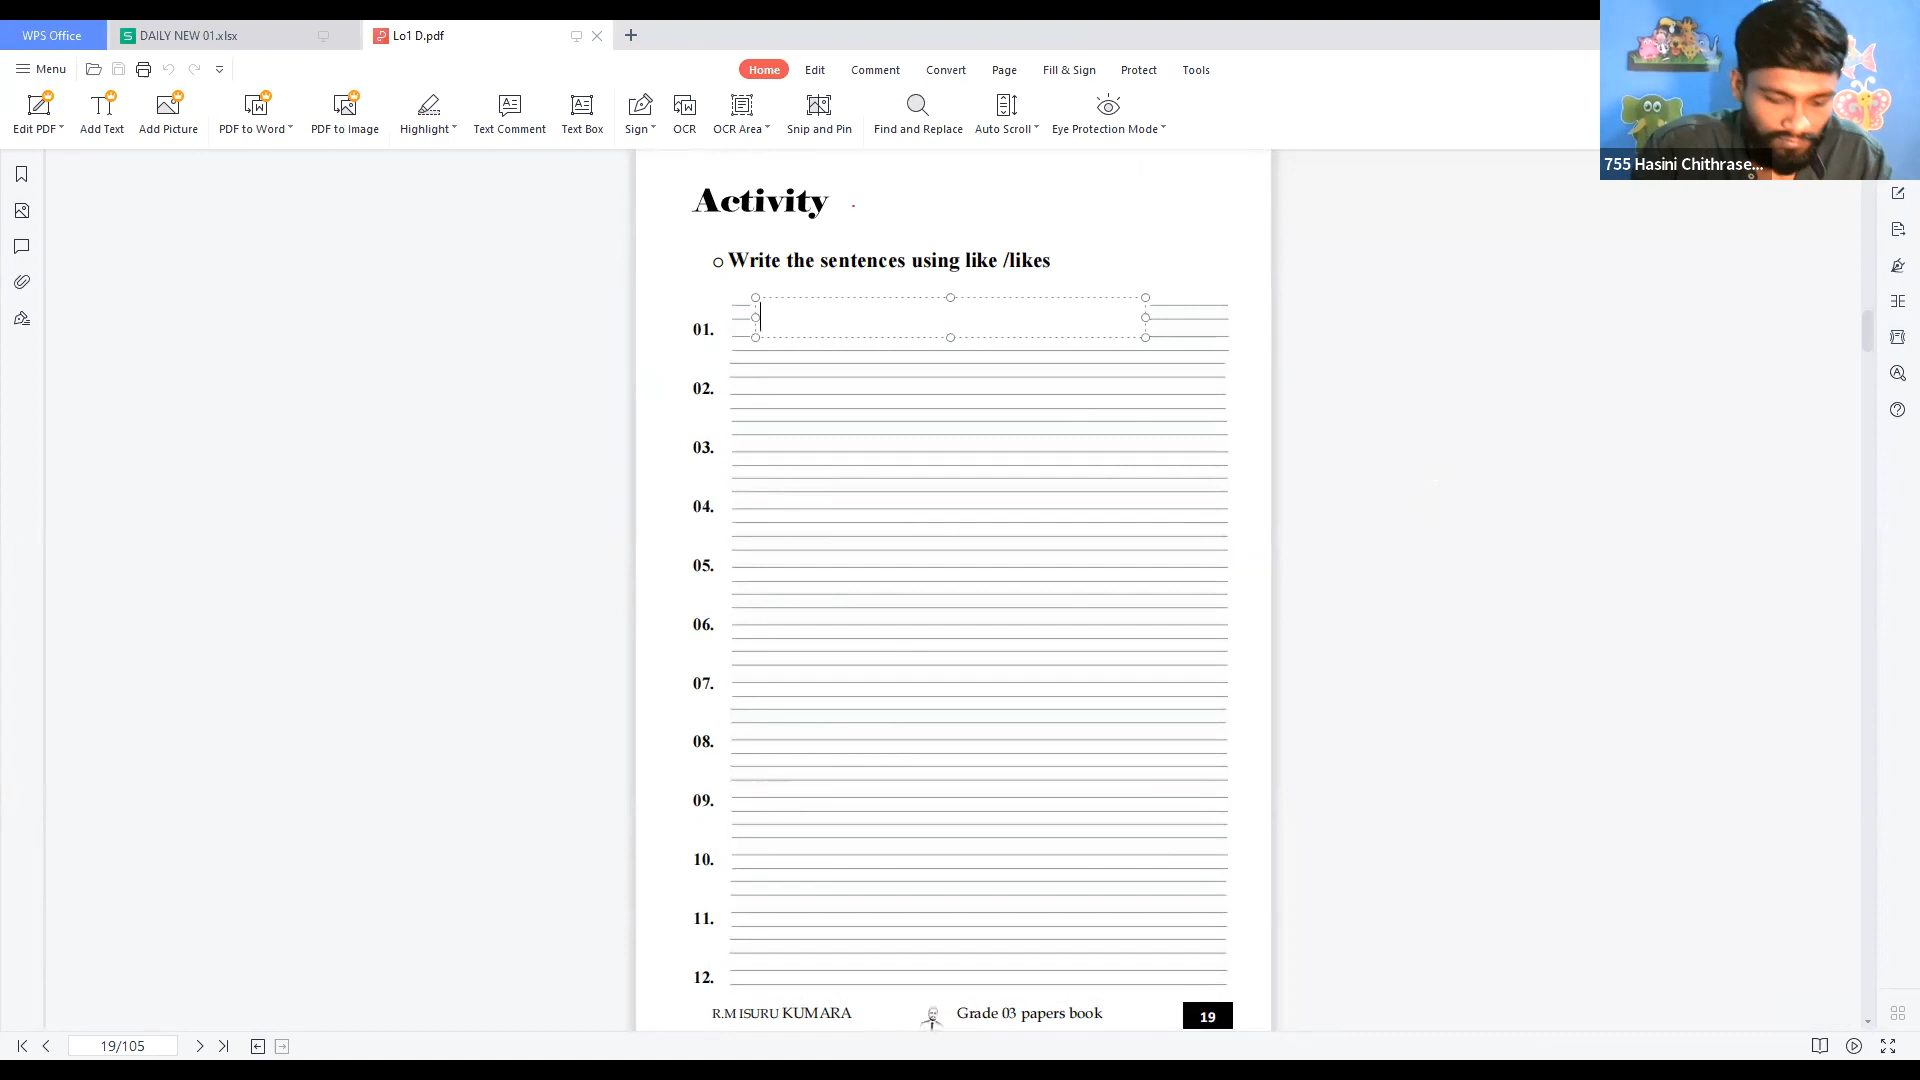 WPS Office
DAILY NEW 01.xlsx
Lo1 D.pdf
Menu
Home
Edit
Comment
Convert
Page
Fill & Sign
Protect
Tools
Edit PDF
Add Text
Add Picture
PDF to Word
PDF to Image
Highlight
Text Comment
Text Box
Sign
OCR
OCR Area
Snip and Pin
Find and Replace
Auto Scroll
Eye Protection Mode
755 Hasini Chithrase...
Activity
Write the sentences using like /likes
01.
02.
03.
04.
05.
06.
07.
08.
09.
10.
11.
12.
R.M ISURU KUMARA
Grade 03 papers book
19
19/105